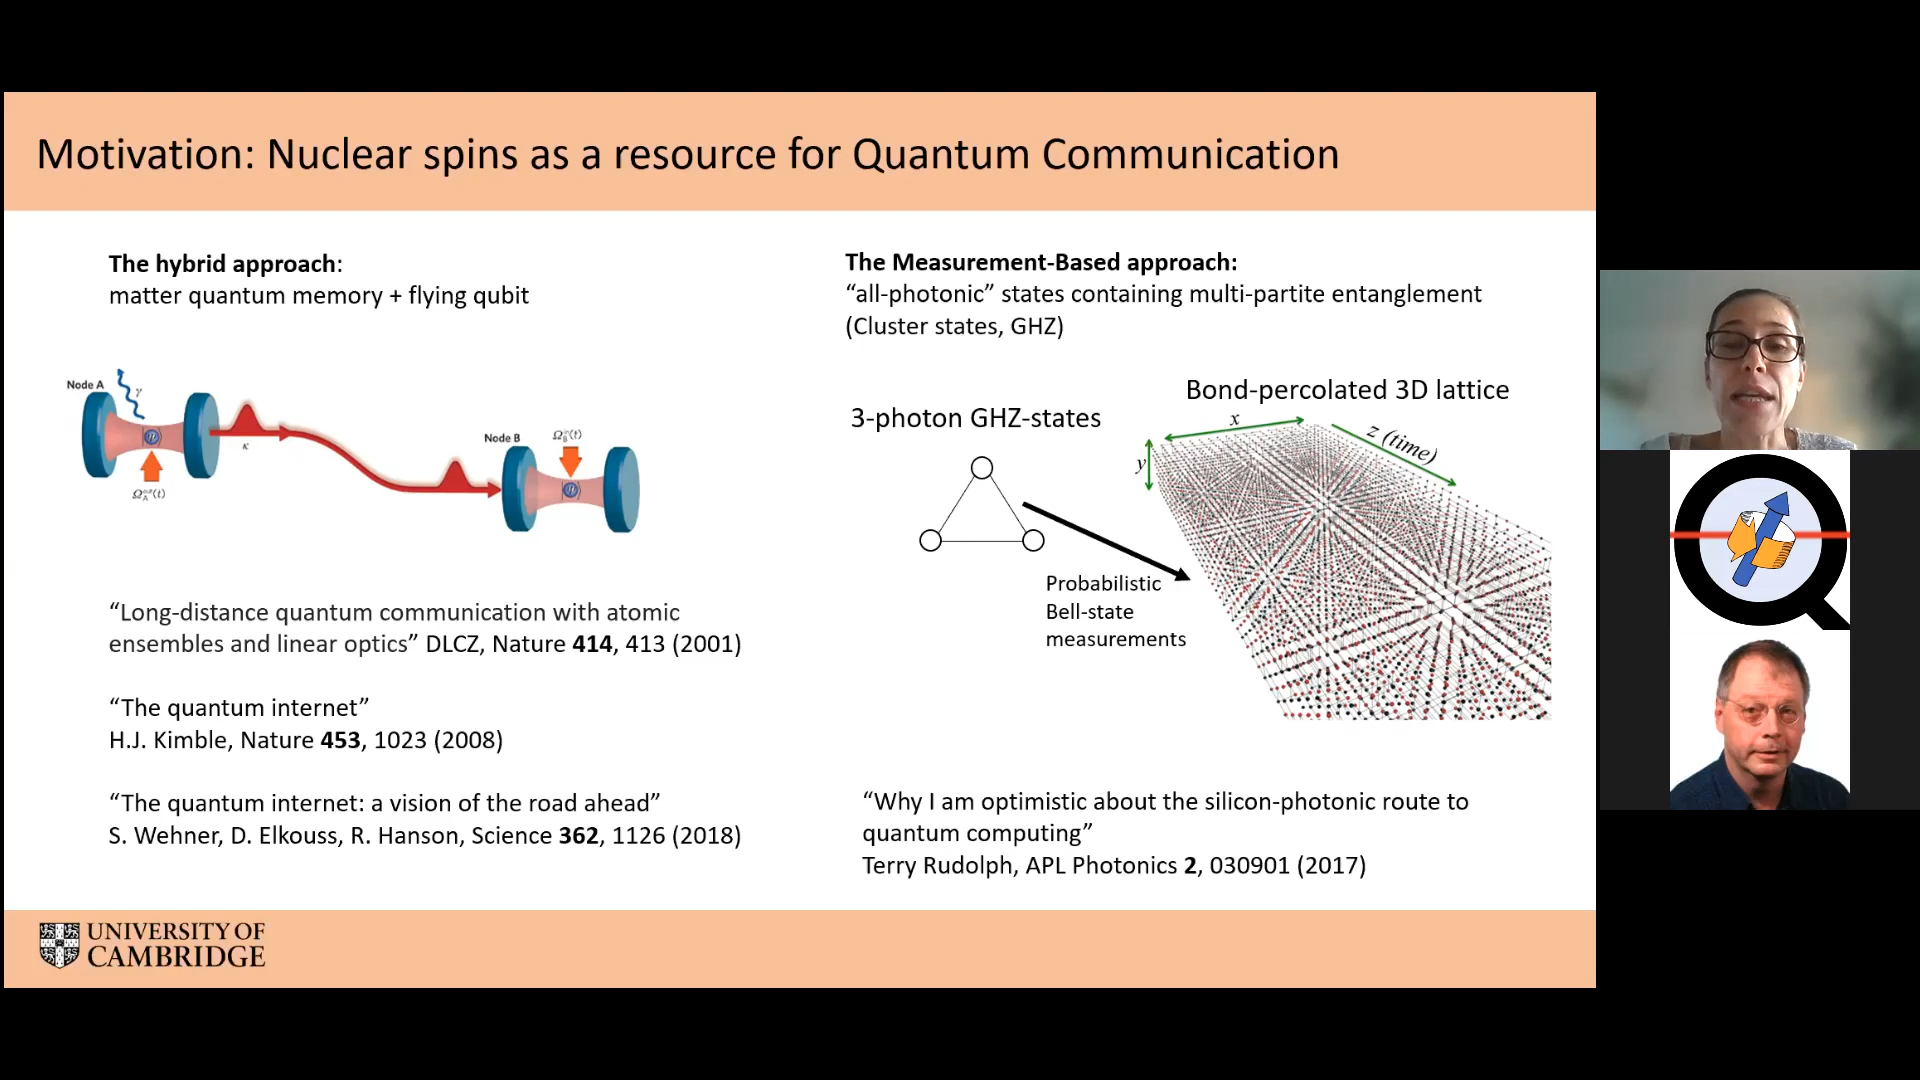 Motivation: Nuclear spins as a resource for Quantum Communication
The hybrid approach:
matter quantum memory + flying qubit
Node A
γ
κ
Node B
“Long-distance quantum communication with atomic
ensembles and linear optics” DLCZ, Nature 414, 413 (2001)
“The quantum internet”
H.J. Kimble, Nature 453, 1023 (2008)
“The quantum internet: a vision of the road ahead”
S. Wehner, D. Elkouss, R. Hanson, Science 362, 1126 (2018)
The Measurement-Based approach:
“all-photonic” states containing multi-partite entanglement
(Cluster states, GHZ)
3-photon GHZ-states
Bond-percolated 3D lattice
x
y
z (time)
Probabilistic
Bell-state
measurements
“Why I am optimistic about the silicon-photonic route to
quantum computing”
Terry Rudolph, APL Photonics 2, 030901 (2017)
UNIVERSITY OF
CAMBRIDGE